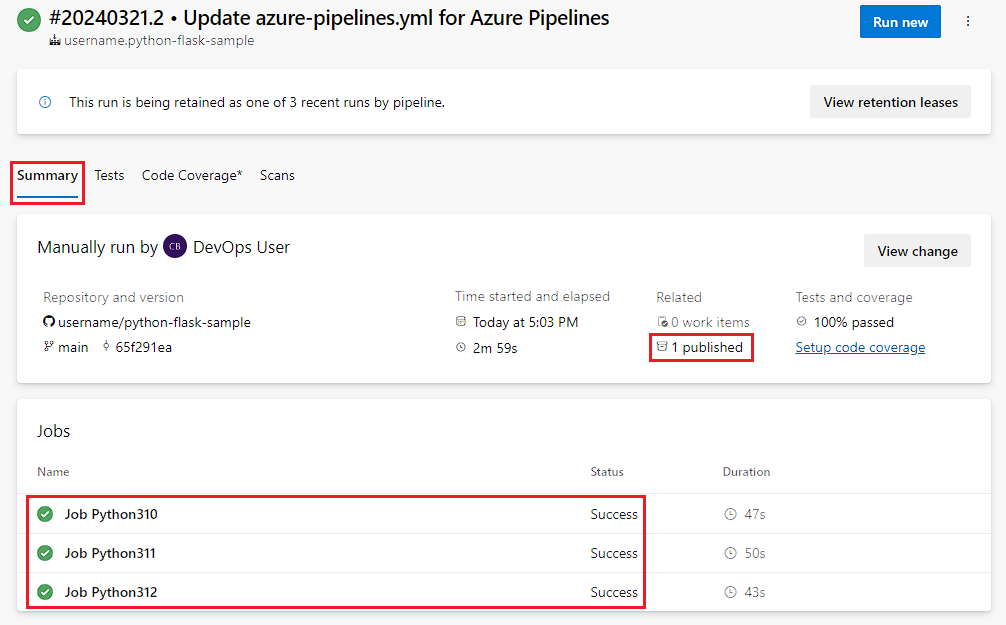 #20240321.2 • Update azure-pipelines.yml for Azure Pipelines
username.python-flask-sample
Run new
This run is being retained as one of 3 recent runs by pipeline.
View retention leases
Summary Tests Code Coverage* Scans
Manually run by CB DevOps User
View change
Repository and version Time started and elapsed Related Tests and coverage
username/python-flask-sample Today at 5:03 PM 0 work items 100% passed
main 65f291ea 2m 59s 1 published Setup code coverage
Jobs
Name Status Duration
Job Python310 Success 47s
Job Python311 Success 50s
Job Python312 Success 43s